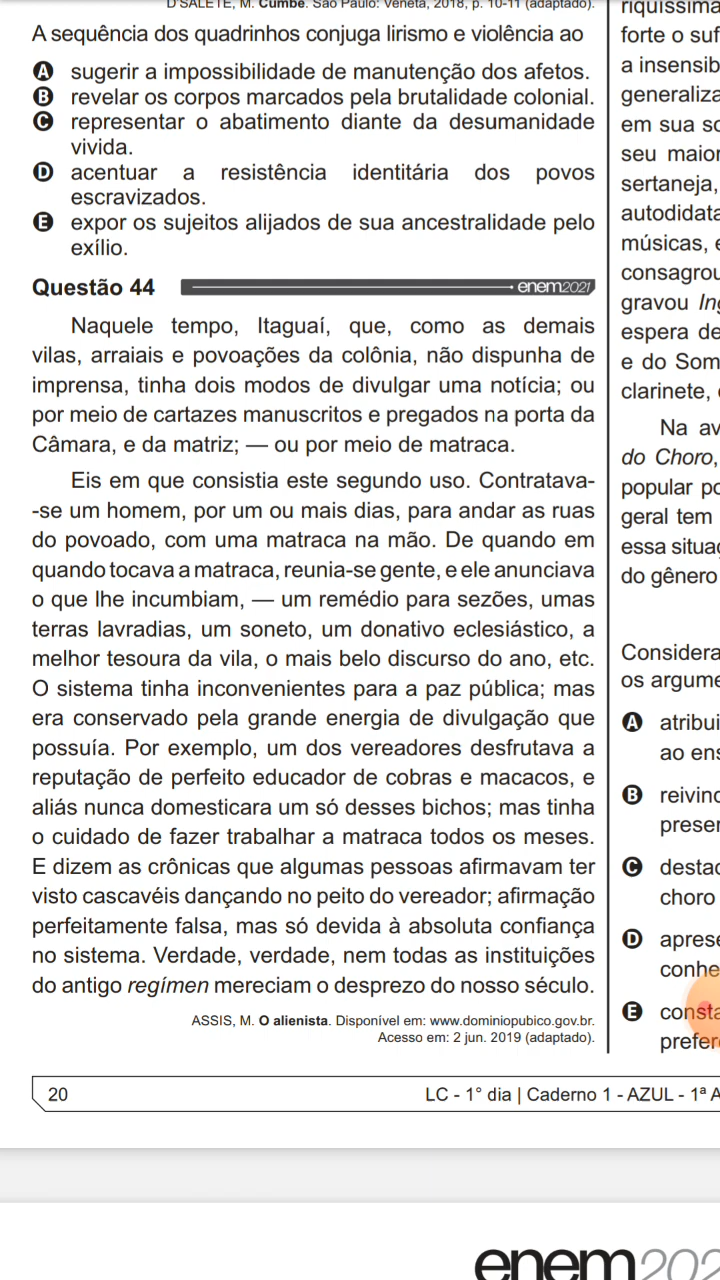 D'SALETE, M. Cumbe. São Paulo: Veneta, 2018, p. 10-11 (adaptado).
A sequência dos quadrinhos conjuga lirismo e violência ao
A sugerir a impossibilidade de manutenção dos afetos.
B revelar os corpos marcados pela brutalidade colonial.
C representar o abatimento diante da desumanidade
vivida.
D acentuar a resistência identitária dos povos
escravizados.
E expor os sujeitos alijados de sua ancestralidade pelo
exílio.
Questão 44 enem2021
Naquele tempo, Itaguaí, que, como as demais
vilas, arraiais e povoações da colônia, não dispunha de
imprensa, tinha dois modos de divulgar uma notícia; ou
por meio de cartazes manuscritos e pregados na porta da
Câmara, e da matriz; — ou por meio de matraca.
Eis em que consistia este segundo uso. Contratava-
-se um homem, por um ou mais dias, para andar as ruas
do povoado, com uma matraca na mão. De quando em
quando tocava a matraca, reunia-se gente, e ele anunciava
o que lhe incumbiam, — um remédio para sezões, umas
terras lavradias, um soneto, um donativo eclesiástico, a
melhor tesoura da vila, o mais belo discurso do ano, etc.
O sistema tinha inconvenientes para a paz pública; mas
era conservado pela grande energia de divulgação que
possuía. Por exemplo, um dos vereadores desfrutava a
reputação de perfeito educador de cobras e macacos, e
aliás nunca domesticara um só desses bichos; mas tinha
o cuidado de fazer trabalhar a matraca todos os meses.
E dizem as crônicas que algumas pessoas afirmavam ter
visto cascavéis dançando no peito do vereador; afirmação
perfeitamente falsa, mas só devida à absoluta confiança
no sistema. Verdade, verdade, nem todas as instituições
do antigo regímen mereciam o desprezo do nosso século.
ASSIS, M. O alienista. Disponível em: www.dominiopubico.gov.br.
Acesso em: 2 jun. 2019 (adaptado).
riquíssima
forte o suf
a insensib
generaliza
em sua so
seu maior
sertaneja,
autodidata
músicas, e
consagrou
gravou Ing
espera de
e do Som
clarinete,
Na av
do Choro,
popular po
geral tem
essa situaç
do gênero
Considera
os argume
A atribui
ao ens
B reivind
preser
C destac
choro
D aprese
conhe
E consta
prefer
20 LC - 1° dia | Caderno 1 - AZUL - 1ª A
enem202